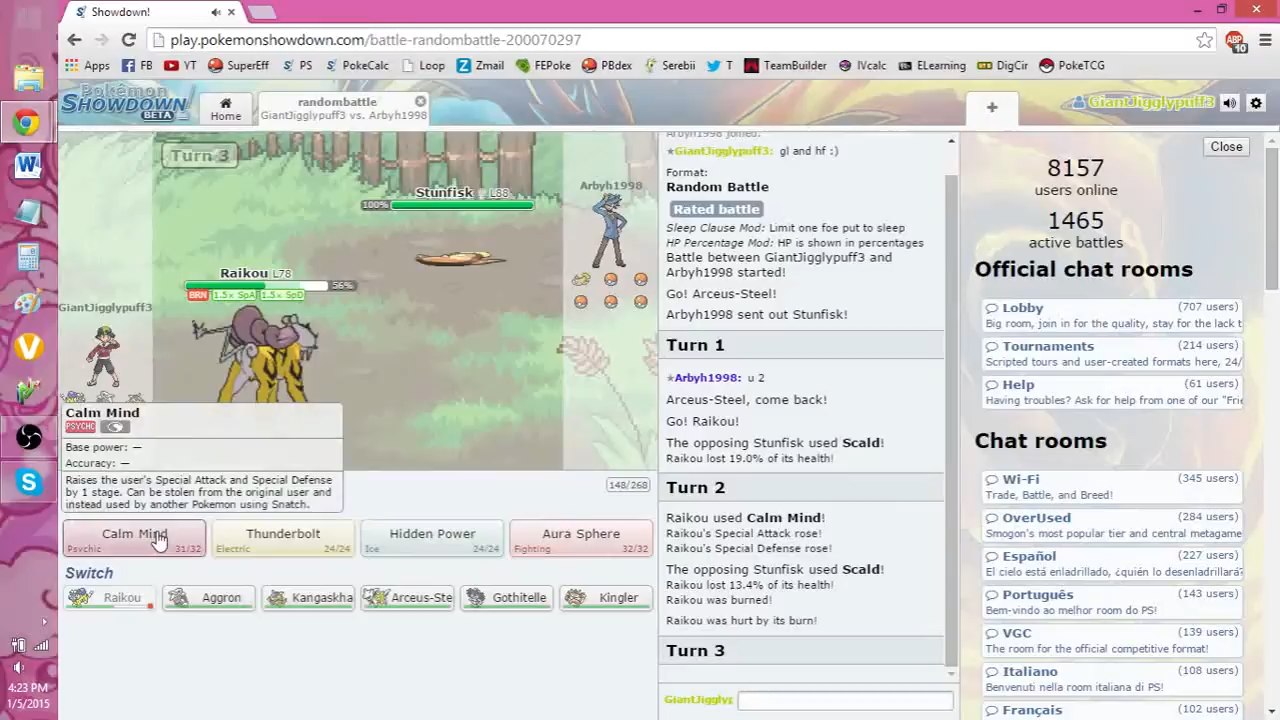 Showdown!
play.pokemonshowdown.com/battle-randombattle-200070297
ABP
10
Apps FB YT SuperEff PS PokeCalc Loop Zmail FEPoke PBdex Serebii T TeamBuilder IVcalc ELearning DigCir PokeTCG
Pokémon
SHOWDOWN
BETA
Home
randombattle
GiantJigglypuff3 vs. Arbyh1998
+
GiantJigglypuff3
Turn 3
Stunfisk L88
100%
Arbyh1998
Raikou L78
56%
BRN 1.5× SpA 1.5× SpD
GiantJigglypuff3
Calm Mind
PSYCHC
Base power: —
Accuracy: —
Raises the user's Special Attack and Special Defense
by 1 stage. Can be stolen from the original user and
instead used by another Pokemon using Snatch.
148/268
Calm Mind
Psychic 31/32
Thunderbolt
Electric 24/24
Hidden Power
Ice 24/24
Aura Sphere
Fighting 32/32
Switch
Raikou Aggron Kangaskha Arceus-Ste Gothitelle Kingler
Arbyh1998 joined.
★GiantJigglypuff3: gl and hf :)
Format:
Random Battle
Rated battle
Sleep Clause Mod: Limit one foe put to sleep
HP Percentage Mod: HP is shown in percentages
Battle between GiantJigglypuff3 and
Arbyh1998 started!
Go! Arceus-Steel!
Arbyh1998 sent out Stunfisk!
Turn 1
★Arbyh1998: u 2
Arceus-Steel, come back!
Go! Raikou!
The opposing Stunfisk used Scald!
Raikou lost 19.0% of its health!
Turn 2
Raikou used Calm Mind!
Raikou's Special Attack rose!
Raikou's Special Defense rose!
The opposing Stunfisk used Scald!
Raikou lost 13.4% of its health!
Raikou was burned!
Raikou was hurt by its burn!
Turn 3
GiantJigglyp
Close
8157
users online
1465
active battles
Official chat rooms
Lobby (707 users)
Big room, join in for the quality, stay for the lack t
Tournaments (214 users)
Scripted tours and user-created formats here, 24/
Help (61 users)
Having troubles? Ask for help from one of our "Frie
Chat rooms
Wi-Fi (345 users)
Trade, Battle, and Breed!
OverUsed (284 users)
Smogon's most popular tier and central metagame
Español (227 users)
El cielo está enladrillado, ¿quién lo desenladrillará?
Português (143 users)
Bem-vindo ao melhor room do PS!
VGC (139 users)
The room for the official competitive format!
Italiano (108 users)
Benvenuti nella room italiana di PS!
Français (102 users)
4:23 PM
1/5/2015